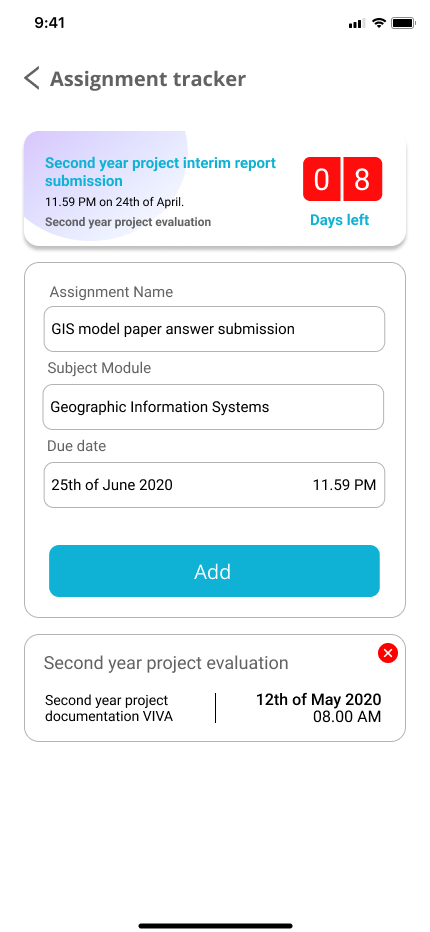 9:41
Assignment tracker
Second year project interim report
submission
11.59 PM on 24th of April.
Second year project evaluation
08
Days left
Assignment Name
GIS model paper answer submission
Subject Module
Geographic Information Systems
Due date
25th of June 2020 11.59 PM
Add
Second year project evaluation
Second year project
documentation VIVA
12th of May 2020
08.00 AM